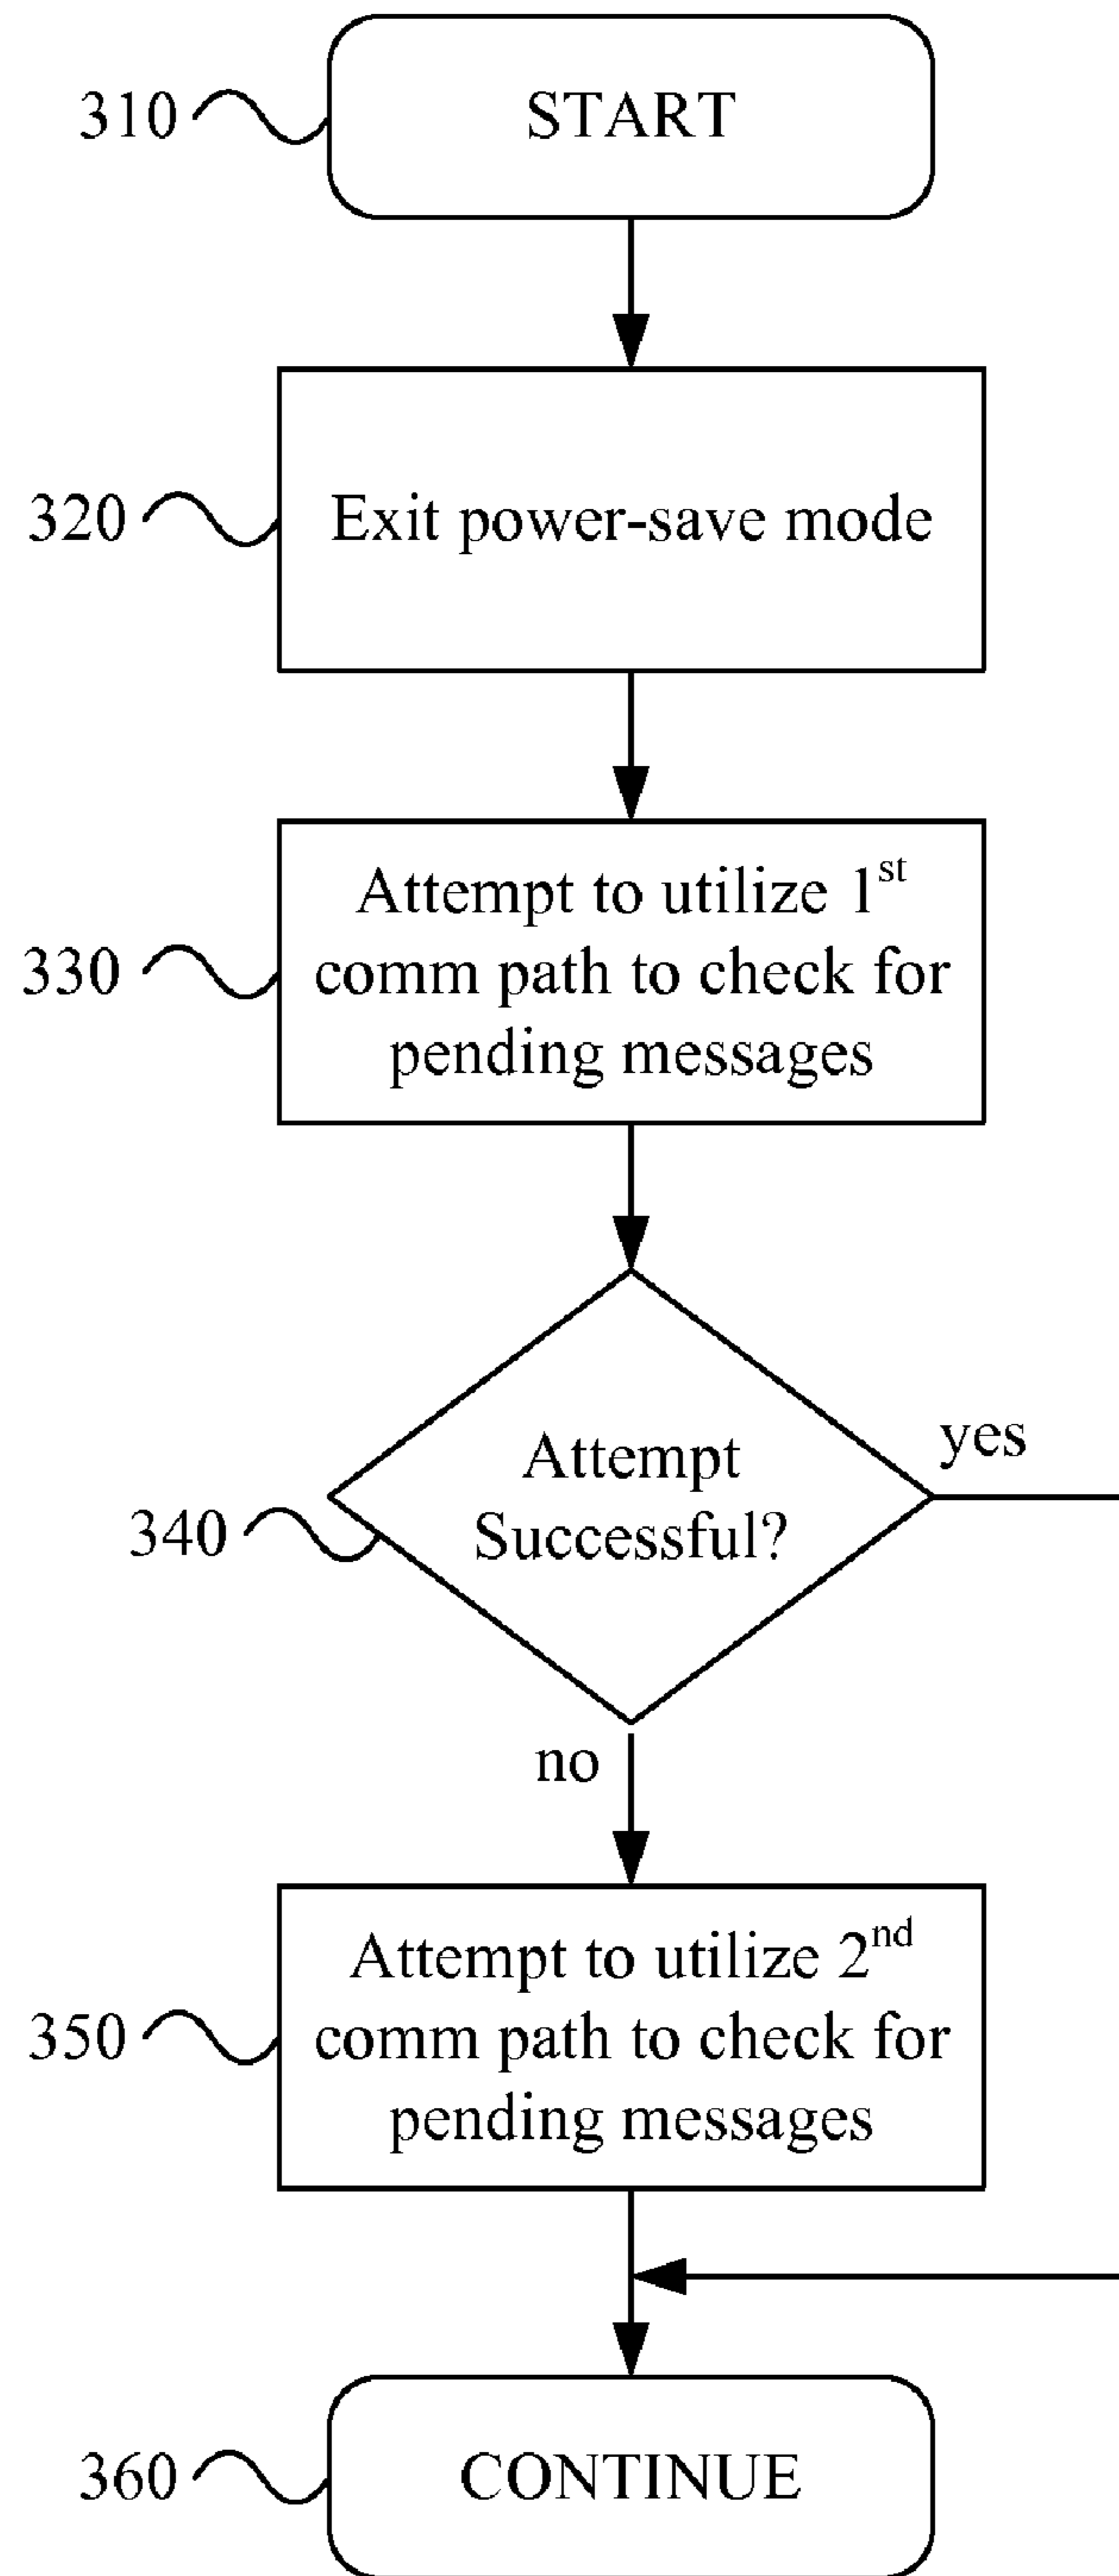 310
START
320
Exit power-save mode
330
Attempt to utilize 1st
comm path to check for
pending messages
yes
340
Attempt
Successful?
no
350
Attempt to utilize 2nd
comm path to check for
pending messages
360
CONTINUE